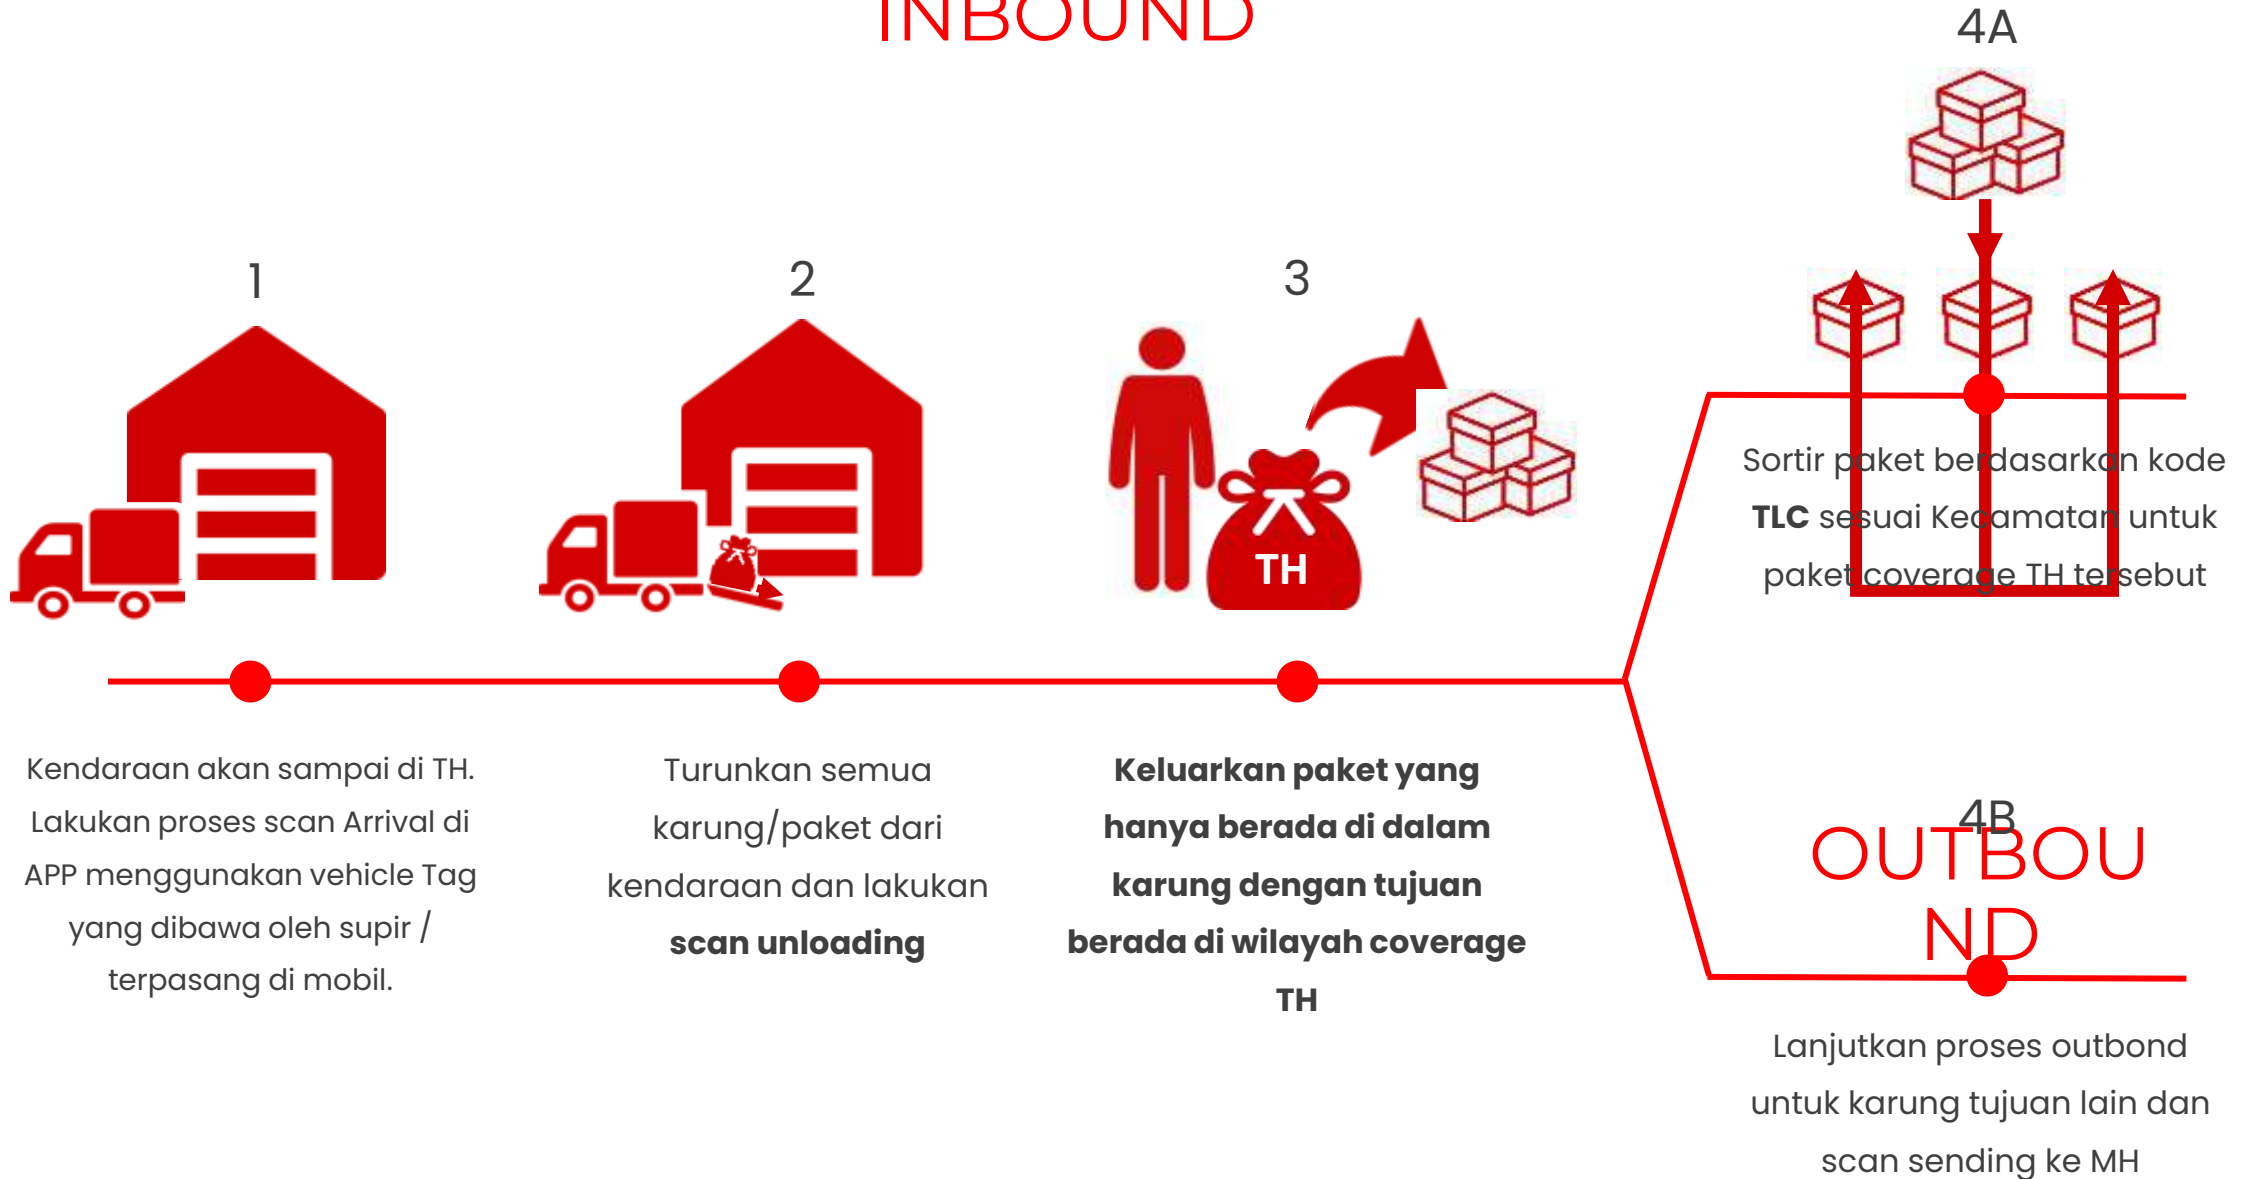 INBOUND
1
Kendaraan akan sampai di TH.
Lakukan proses scan Arrival di
APP menggunakan vehicle Tag
yang dibawa oleh supir /
terpasang di mobil.
2
Turunkan semua
karung/paket dari
kendaraan dan lakukan
scan unloading
3
TH
Keluarkan paket yang
hanya berada di dalam
karung dengan tujuan
berada di wilayah coverage
TH
4A
Sortir paket berdasarkan kode
TLC sesuai Kecamatan untuk
paket coverage TH tersebut
4B
OUTBOU
ND
Lanjutkan proses outbond
untuk karung tujuan lain dan
scan sending ke MH